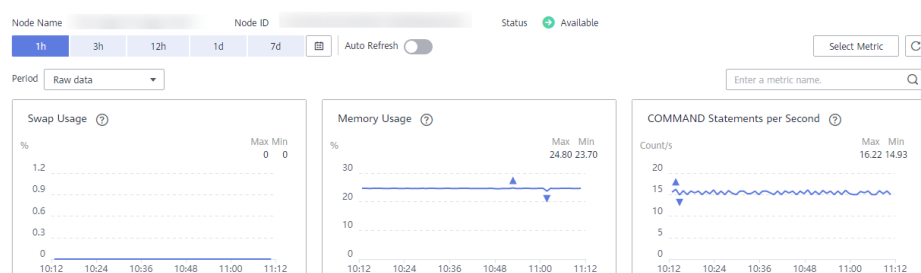 Node Name Node ID Status Available
1h 3h 12h 1d 7d Auto Refresh Select Metric
Period Raw data Enter a metric name.
Swap Usage ?
% Max Min
0 0
1.2
0.9
0.6
0.3
0
10:12 10:24 10:36 10:48 11:00 11:12
Memory Usage ?
% Max Min
24.80 23.70
30
20
10
0
10:12 10:24 10:36 10:48 11:00 11:12
COMMAND Statements per Second ?
Count/s Max Min
16.22 14.93
20
15
10
5
0
10:12 10:24 10:36 10:48 11:00 11:12